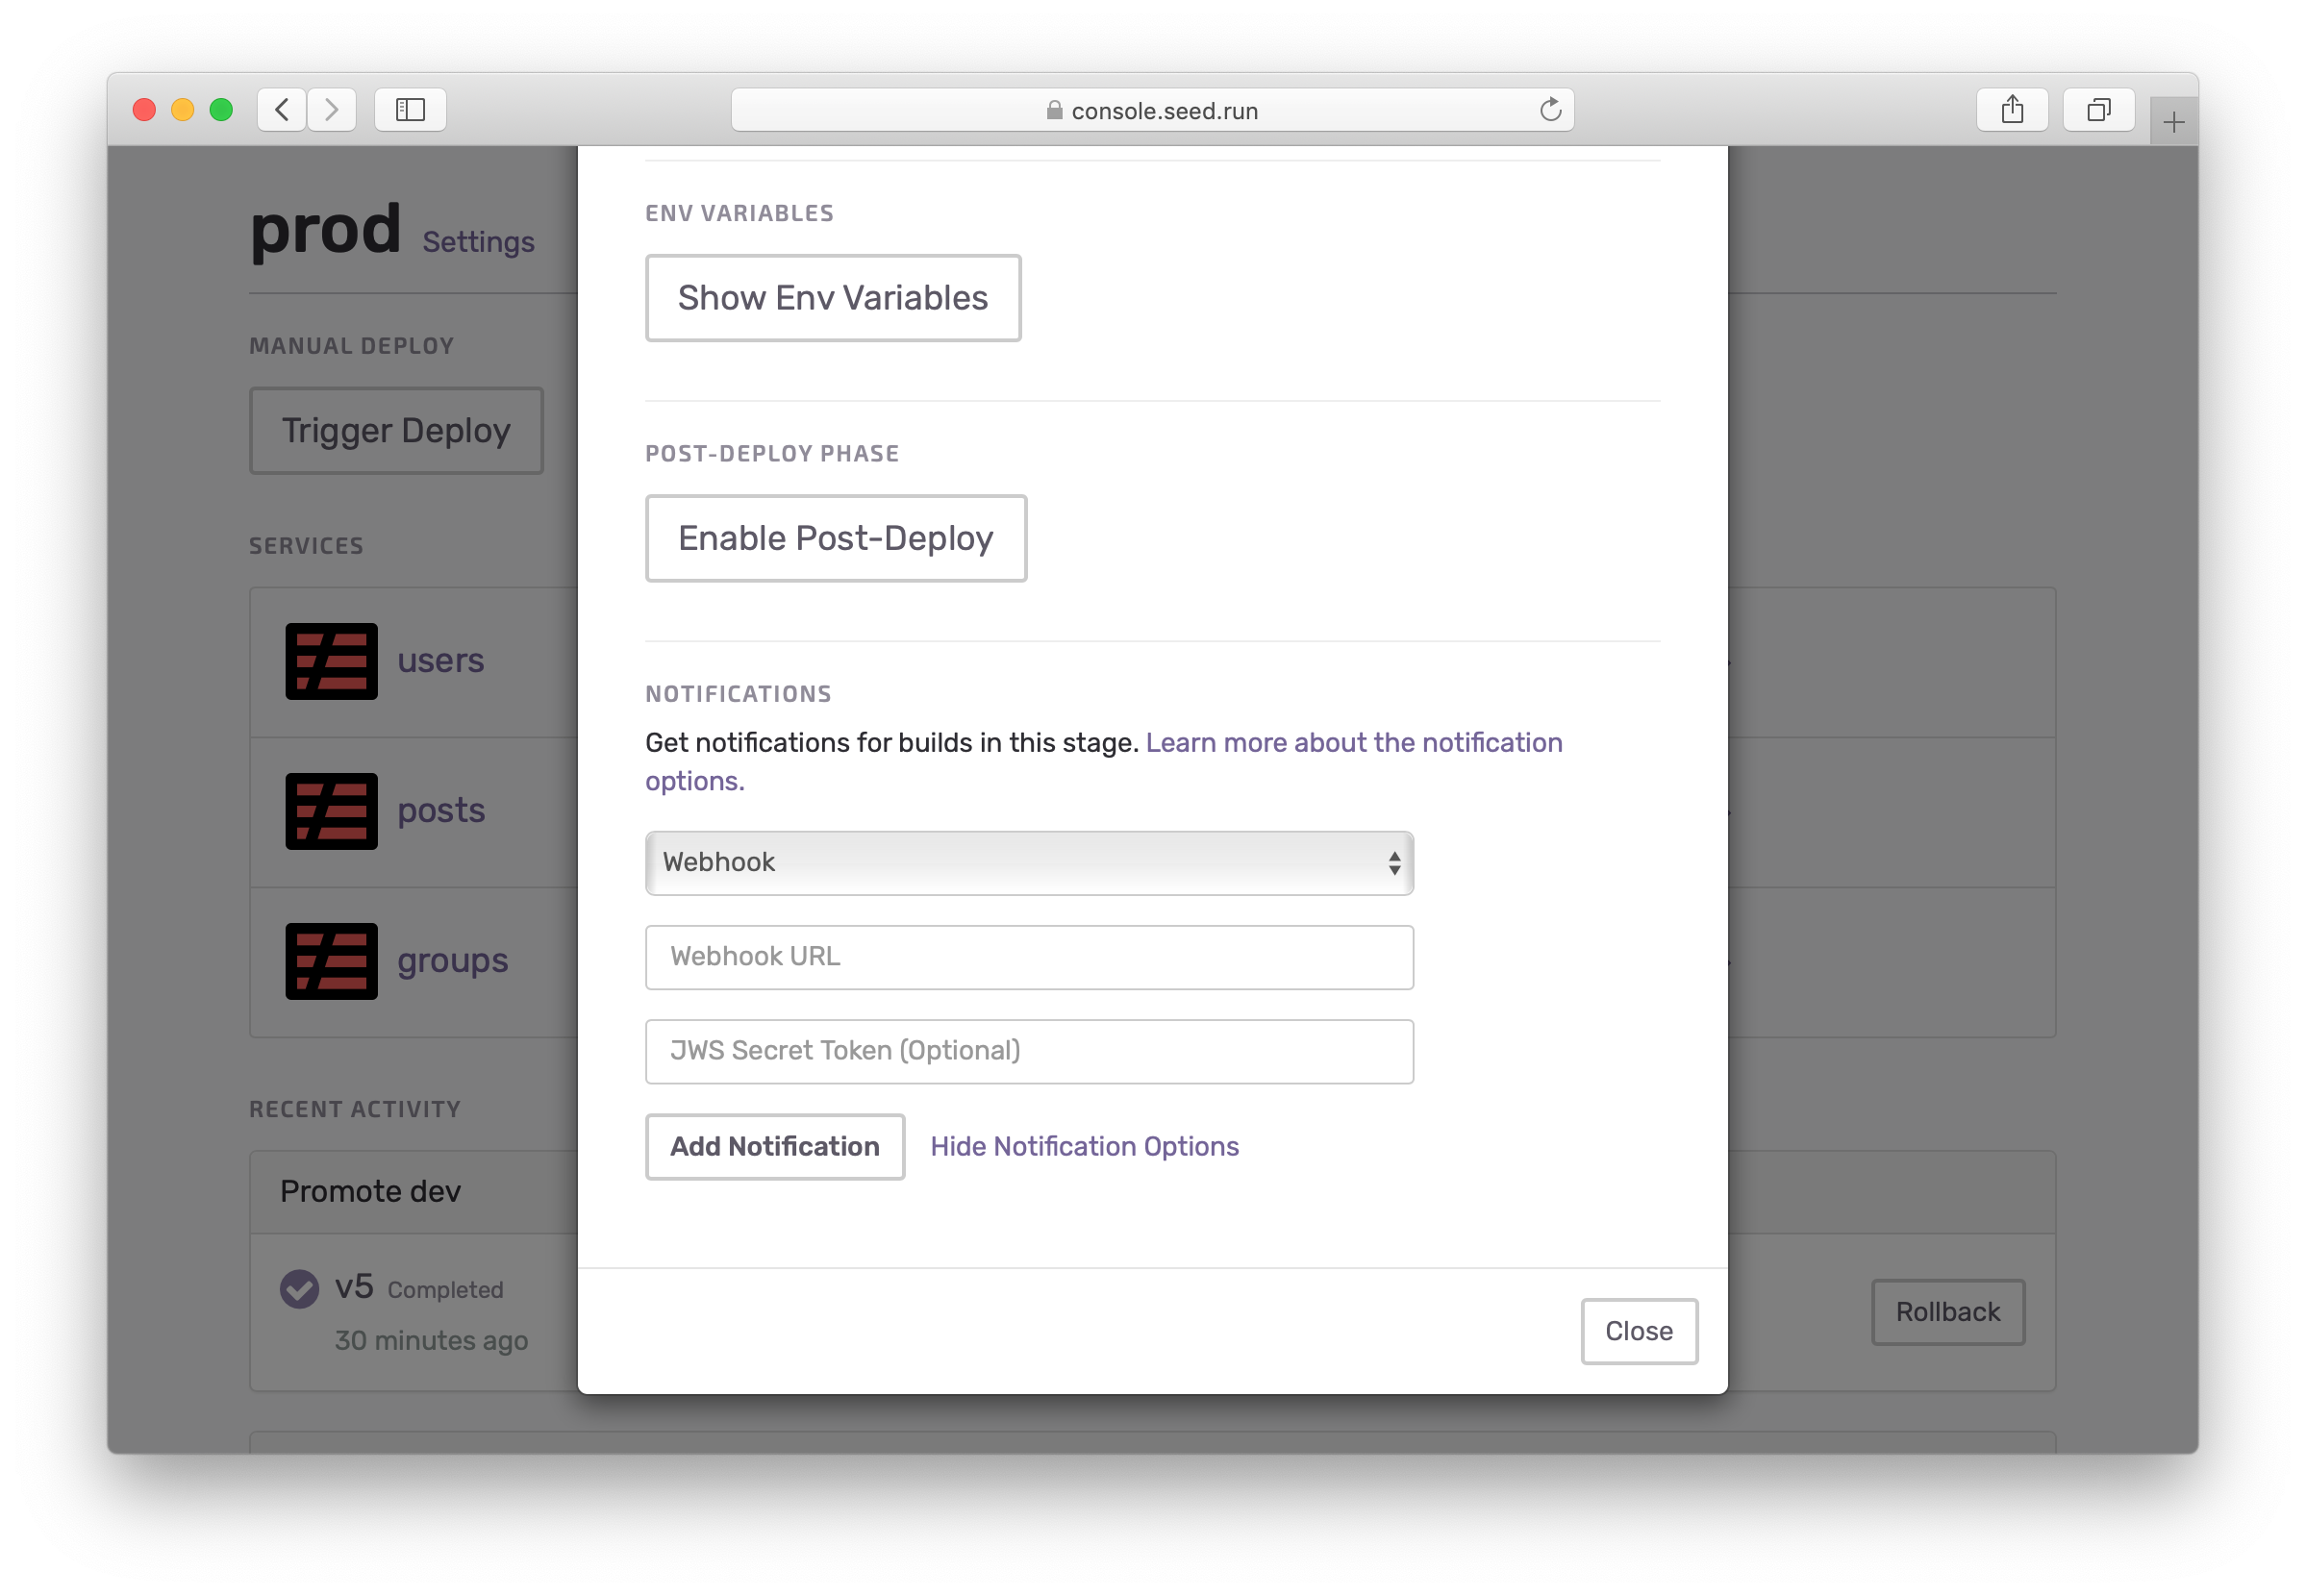 console.seed.run
prod Settings
MANUAL DEPLOY
Trigger Deploy
SERVICES
users
posts
groups
RECENT ACTIVITY
Promote dev
v5 Completed
30 minutes ago
Rollback
ENV VARIABLES
Show Env Variables
POST-DEPLOY PHASE
Enable Post-Deploy
NOTIFICATIONS
Get notifications for builds in this stage. Learn more about the notification
options.
Webhook
Webhook URL
JWS Secret Token (Optional)
Add Notification Hide Notification Options
Close